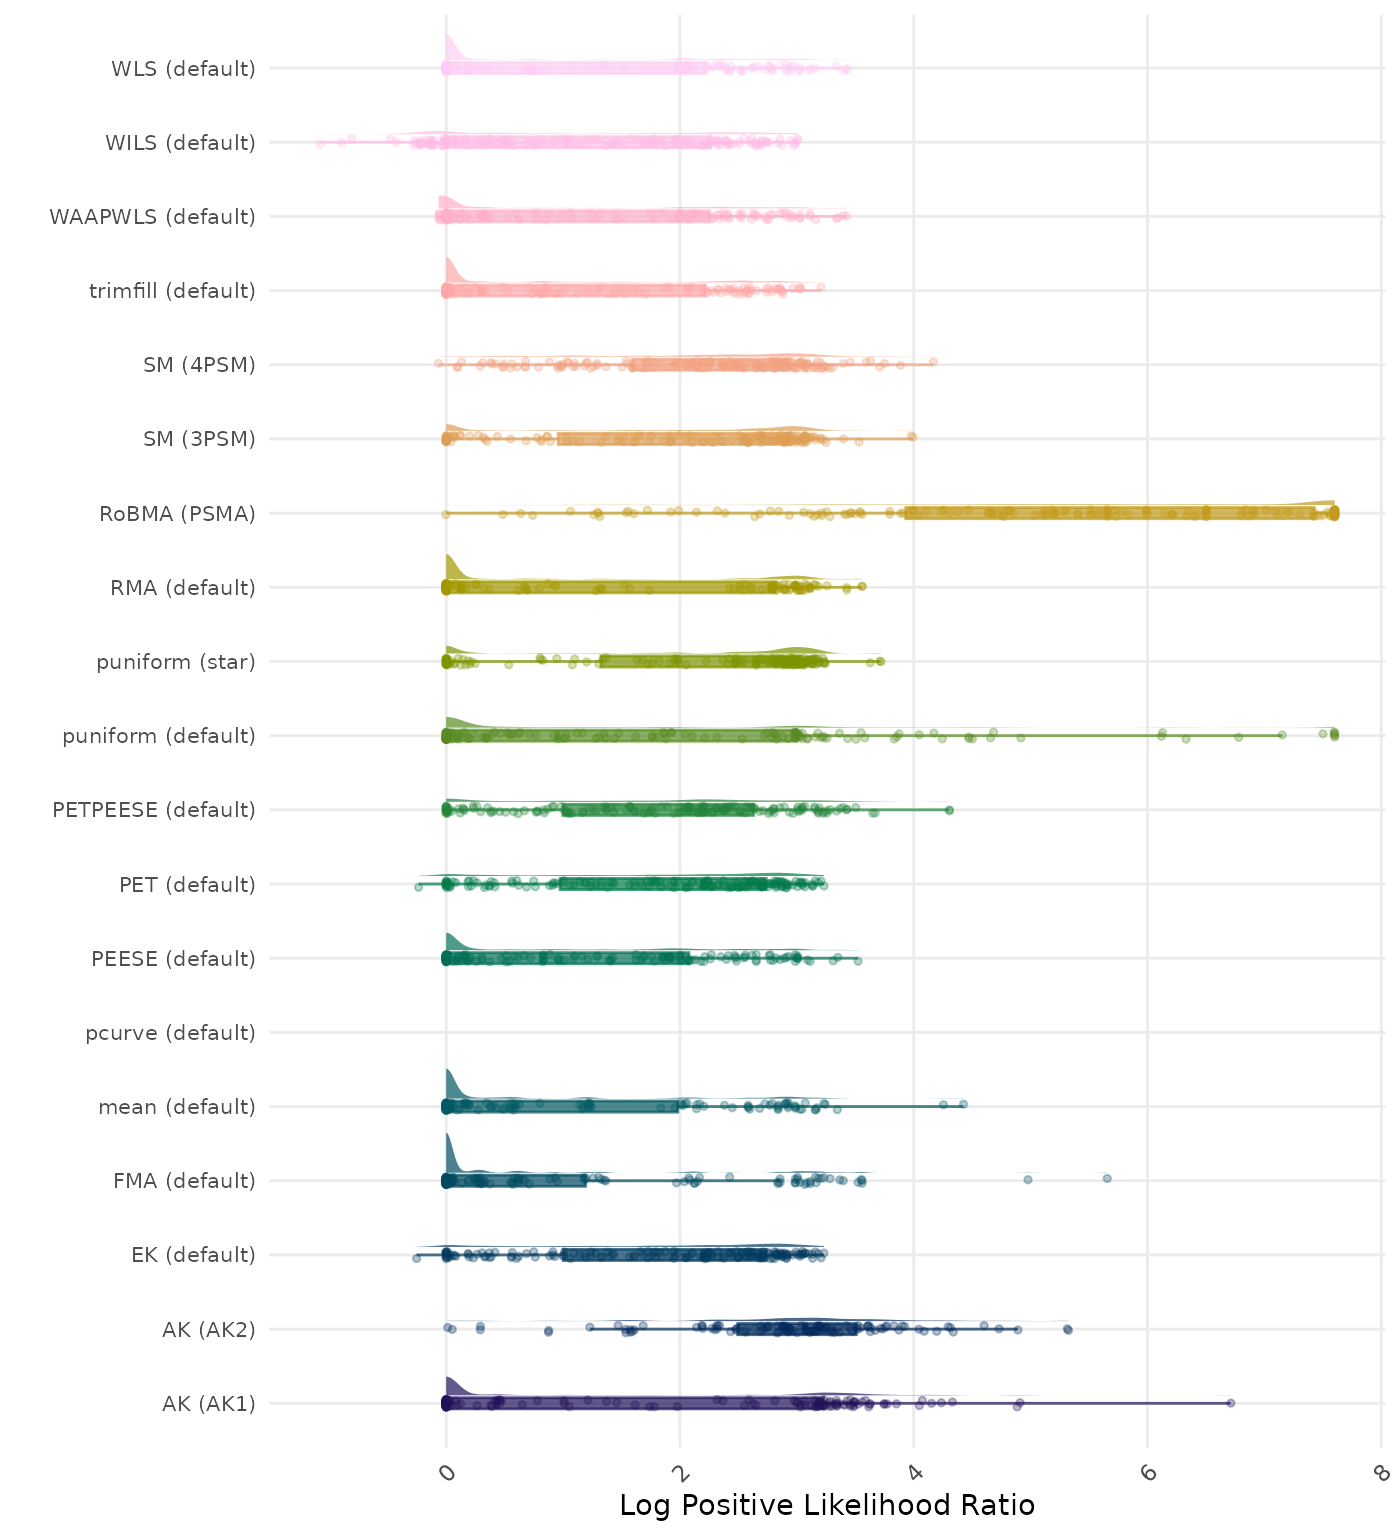 WLS (default)
WILS (default)
WAAPWLS (default)
trimfill (default)
SM (4PSM)
SM (3PSM)
RoBMA (PSMA)
RMA (default)
puniform (star)
puniform (default)
PETPEESE (default)
PET (default)
PEESE (default)
pcurve (default)
mean (default)
FMA (default)
EK (default)
AK (AK2)
AK (AK1)
0 2 4 6 8
Log Positive Likelihood Ratio